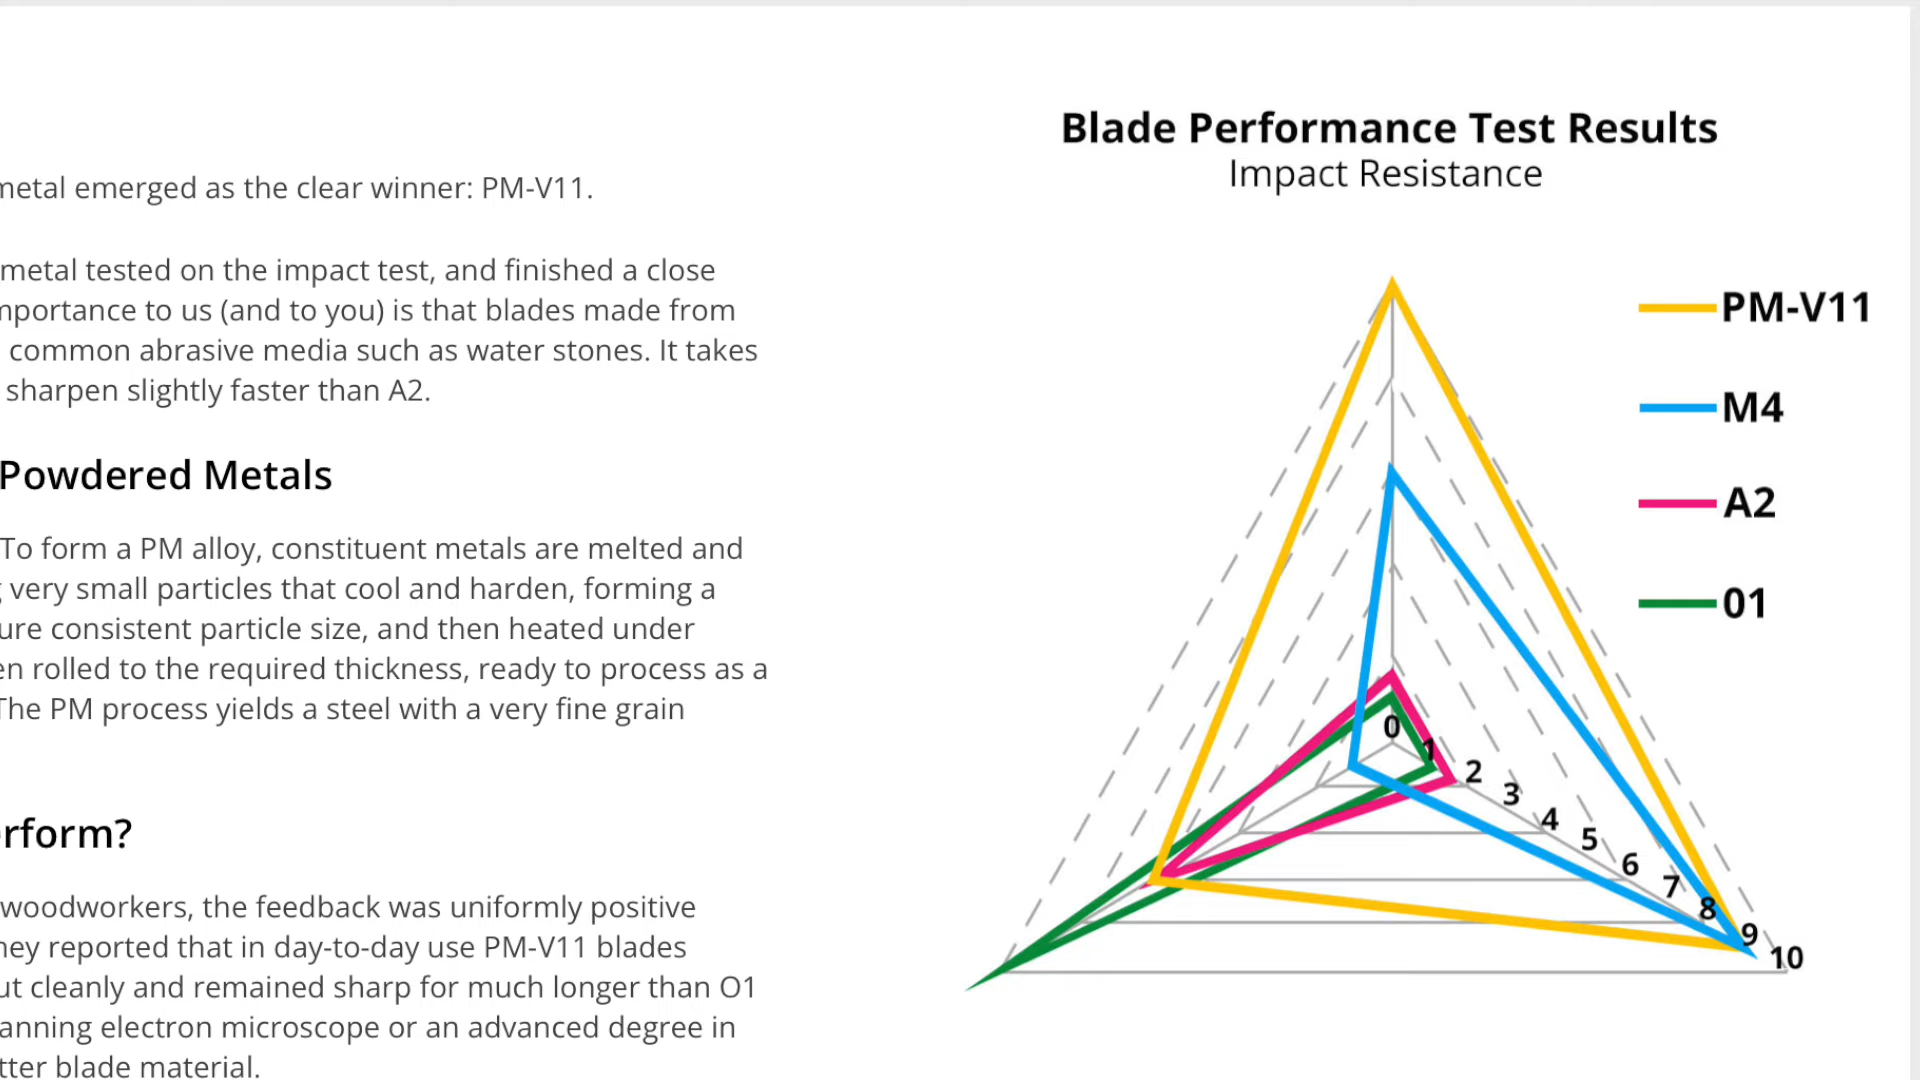 metal emerged as the clear winner: PM-V11.
metal tested on the impact test, and finished a close
importance to us (and to you) is that blades made from
common abrasive media such as water stones. It takes
sharpen slightly faster than A2.
Powdered Metals
To form a PM alloy, constituent metals are melted and
very small particles that cool and harden, forming a
ure consistent particle size, and then heated under
en rolled to the required thickness, ready to process as a
The PM process yields a steel with a very fine grain
erform?
woodworkers, the feedback was uniformly positive
hey reported that in day-to-day use PM-V11 blades
ut cleanly and remained sharp for much longer than O1
anning electron microscope or an advanced degree in
tter blade material.
Blade Performance Test Results
Impact Resistance
PM-V11
M4
A2
01
0
1
2
3
4
5
6
7
8
9
10